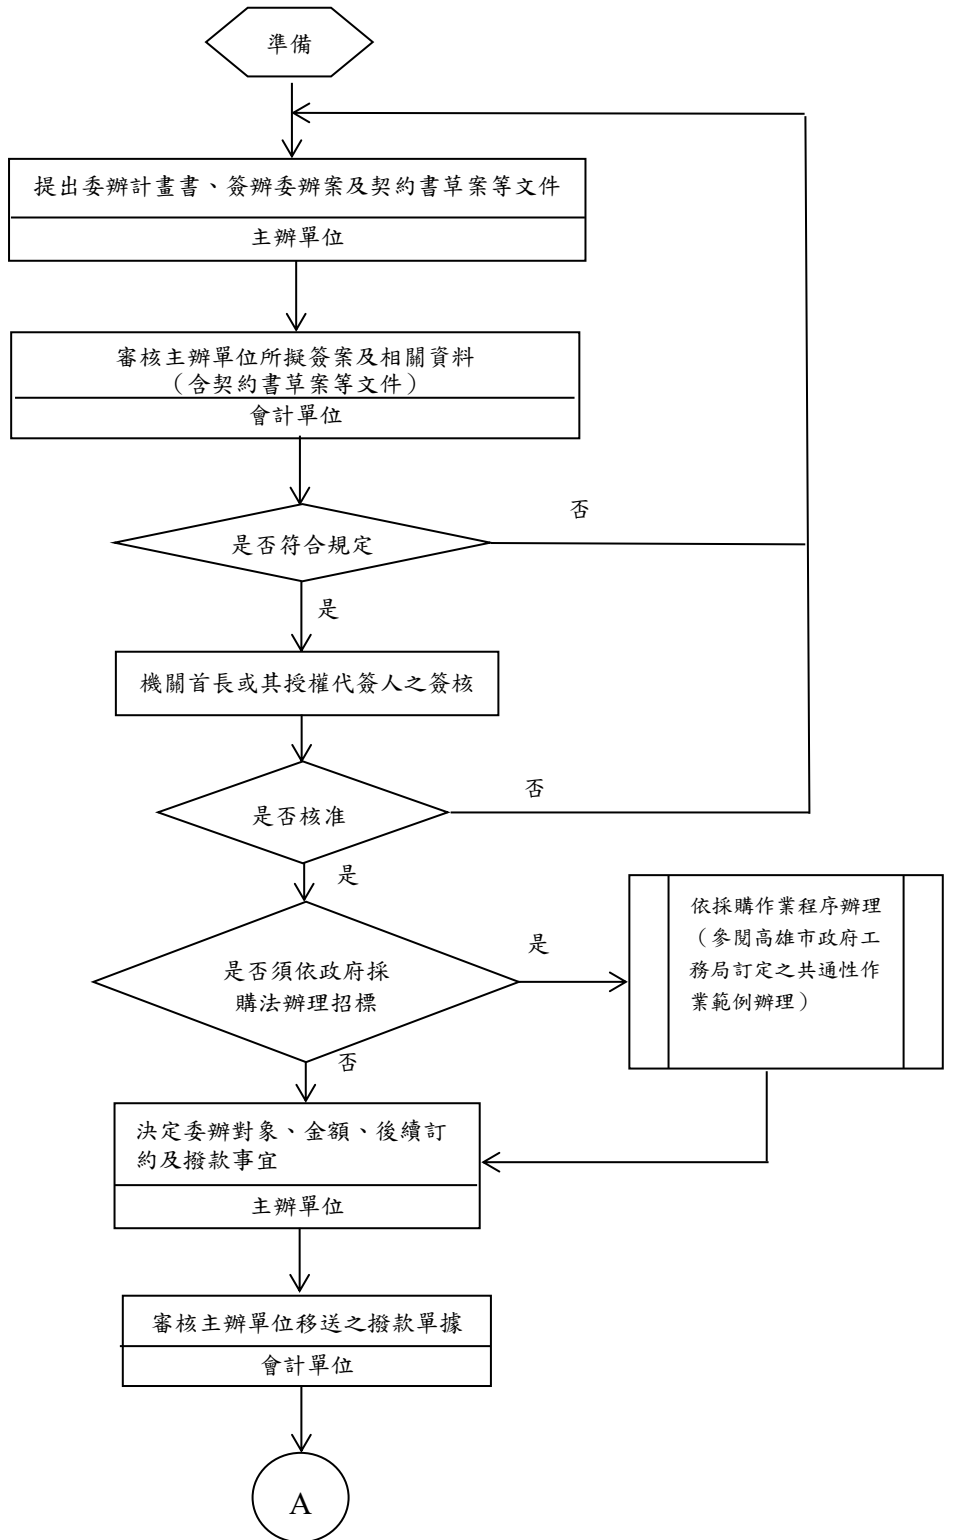 準備
提出委辦計畫書、簽辦委辦案及契約書草案等文件
主辦單位
審核主辦單位所擬簽案及相關資料
（含契約書草案等文件）
會計單位
是否符合規定
否
是
機關首長或其授權代簽人之簽核
是否核准
否
是
是否須依政府採
購法辦理招標
是
依採購作業程序辦理
（參閱高雄市政府工
務局訂定之共通性作
業範例辦理）
否
決定委辦對象、金額、後續訂
約及撥款事宜
主辦單位
審核主辦單位移送之撥款單據
會計單位
A